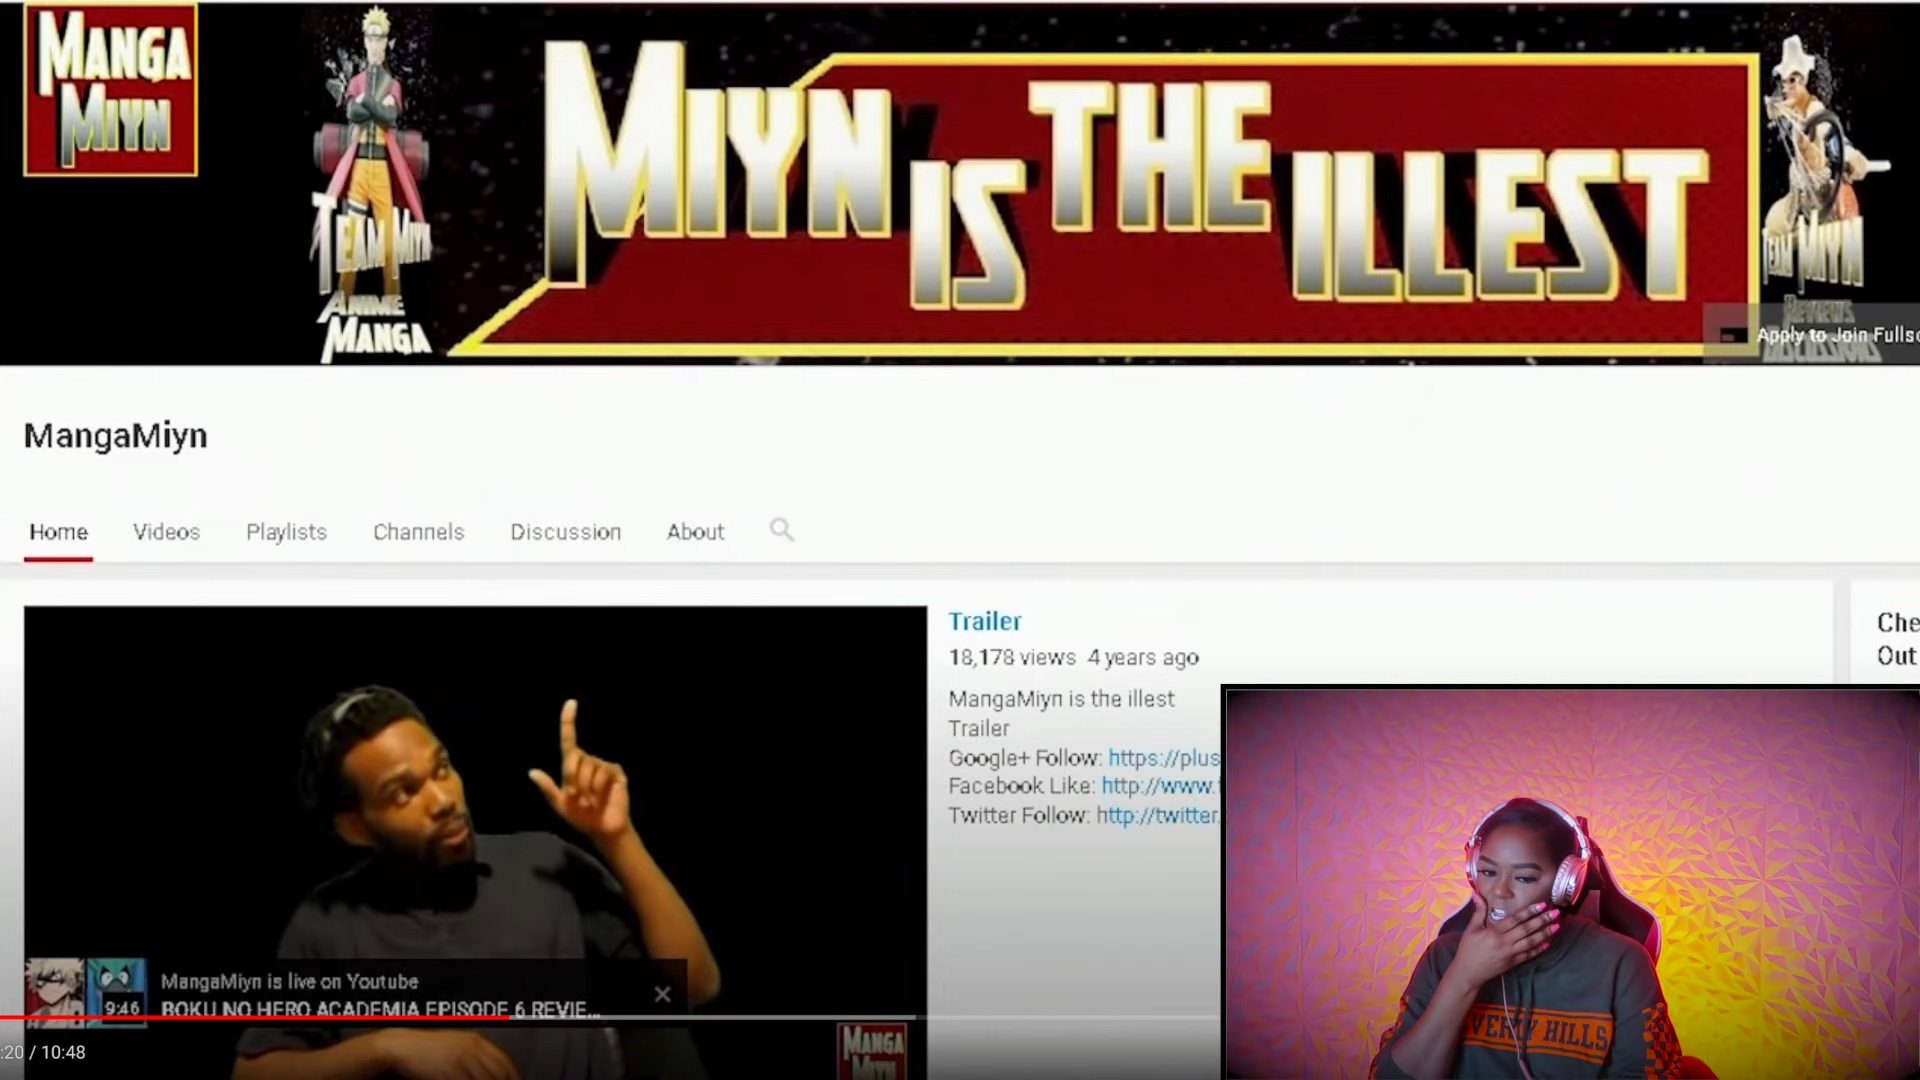 MANGA
MIYN
MIYN IS THE ILLEST
TEAM MIYN
ANIME
MANGA
TEAM MIYN
REVIEWS
Apply to Join
MangaMiyn
Home Videos Playlists Channels Discussion About
Trailer
18,178 views 4 years ago
MangaMiyn is the illest
Trailer
Google+ Follow: https://plus
Facebook Like: http://www.
Twitter Follow: http://twitter.
Che
Out
MangaMiyn is live on Youtube
BOKU NO HERO ACADEMIA EPISODE 6 REVIE...
9:46
:20 / 10:48
MANGA
MIYN
VERLY HILLS